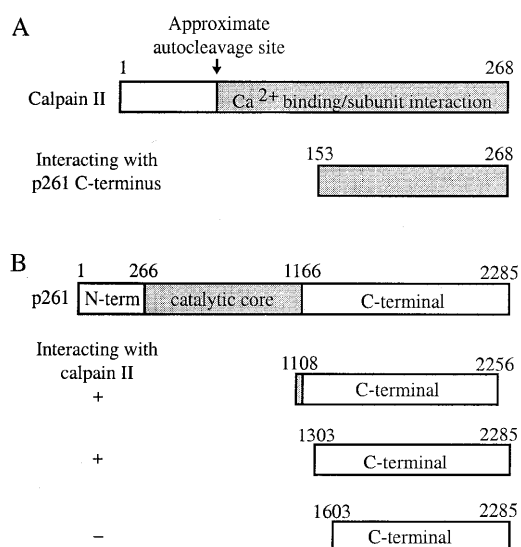 A
Approximate
autocleavage site
1 268
Calpain II Ca 2+ binding/subunit interaction
153 268
Interacting with
p261 C-terminus
B
1 266 1166 2285
p261 N-term catalytic core C-terminal
Interacting with
calpain II
1108 2256
+ C-terminal
1303 2285
+ C-terminal
1603 2285
− C-terminal